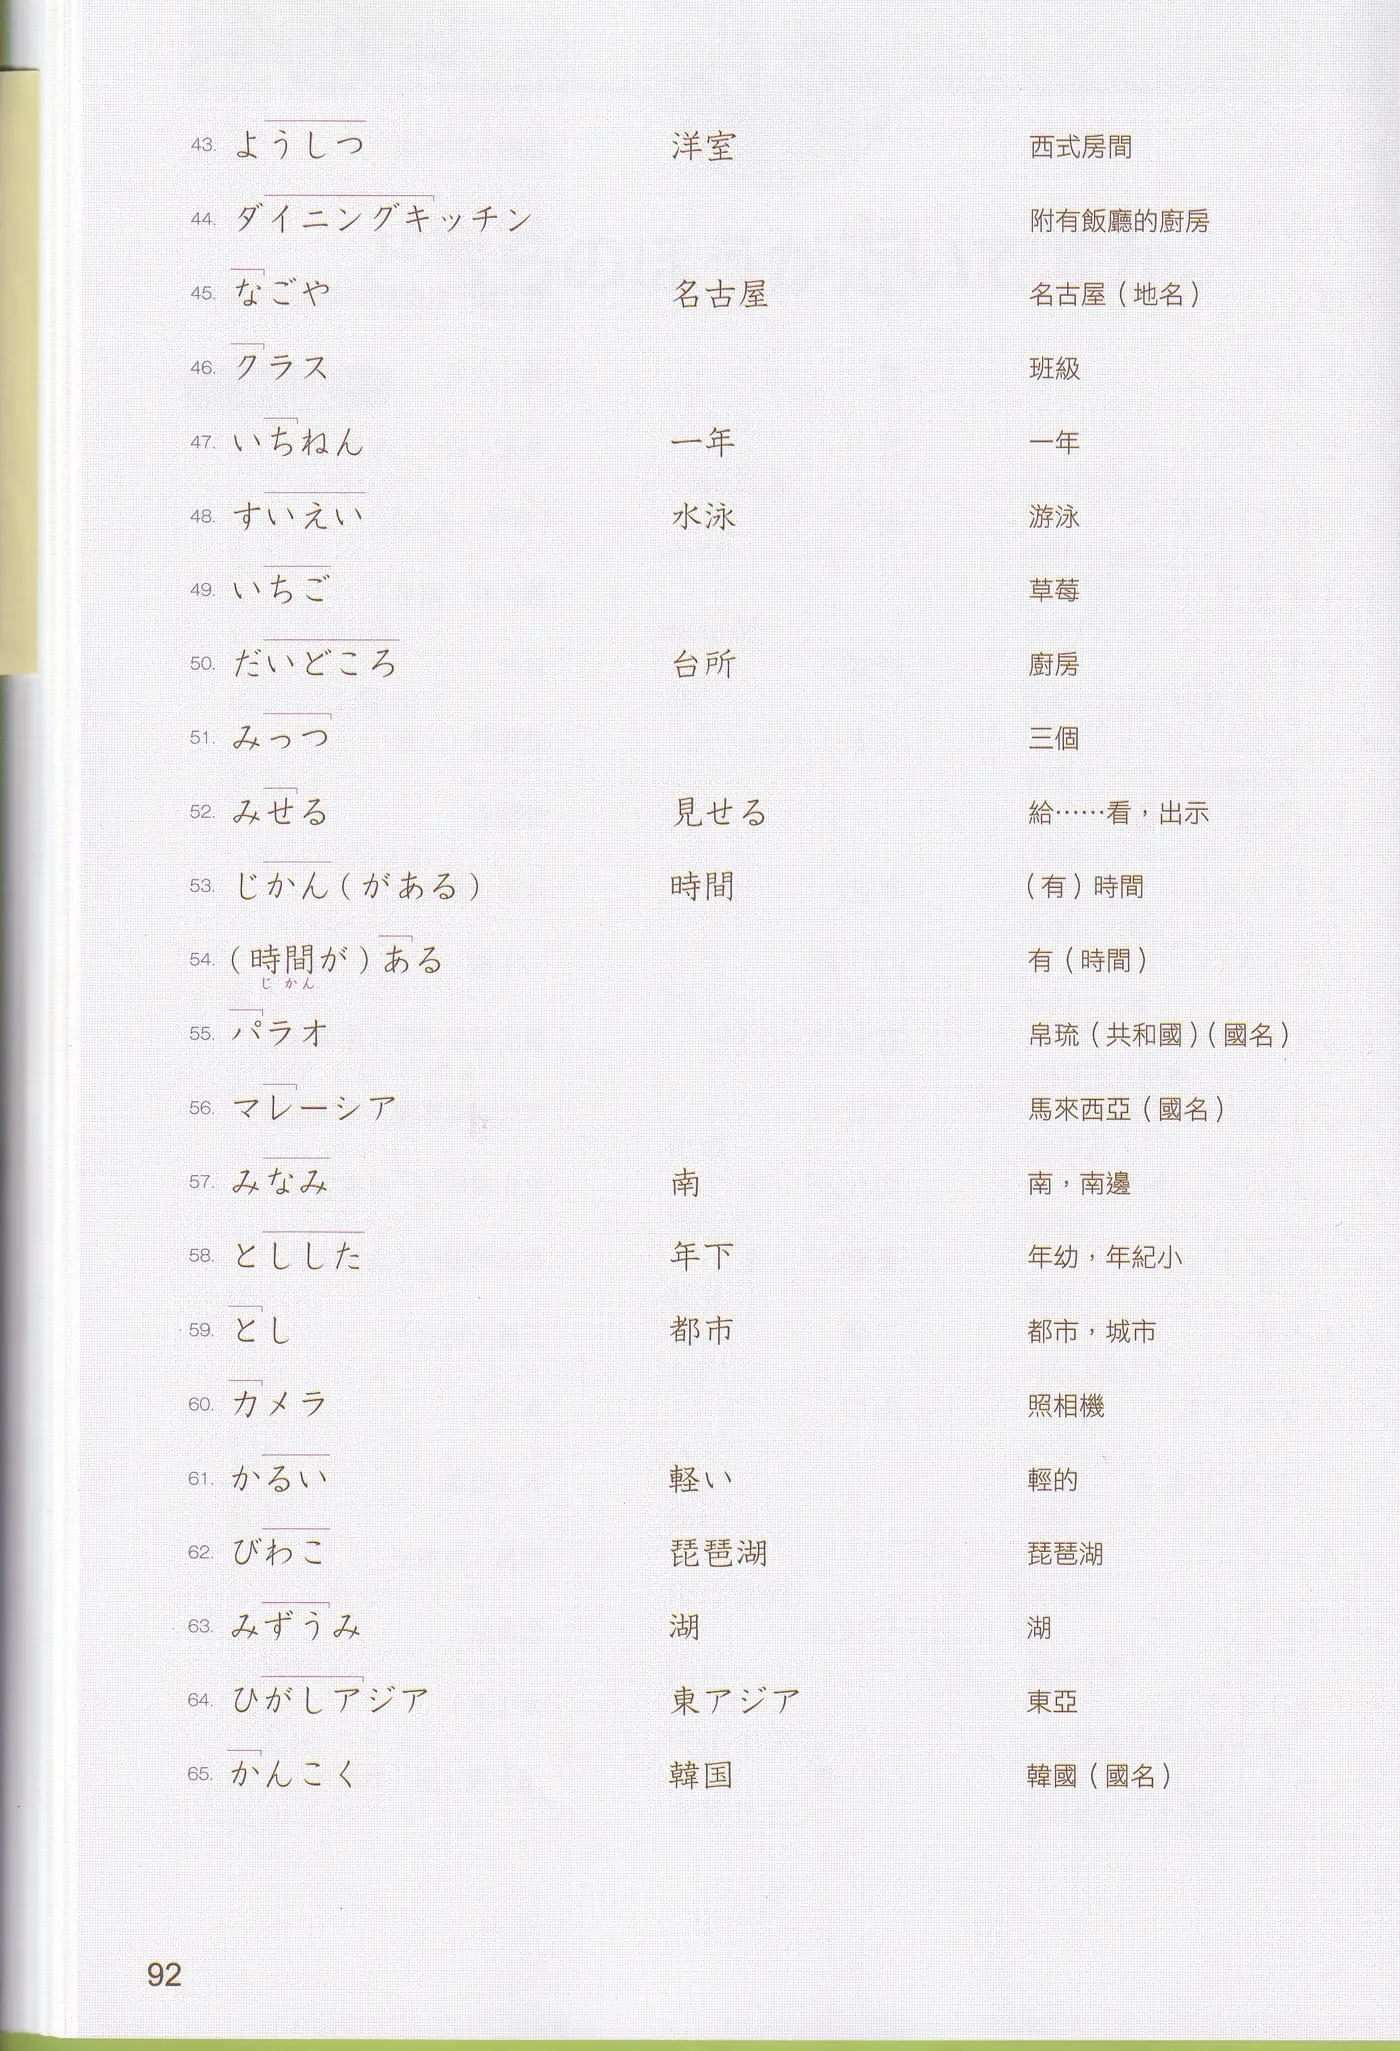 43. ようしつ 洋室 西式房間
44. ダイニングキッチン 附有飯廳的廚房
45. なごや 名古屋 名古屋（地名）
46. クラス 班級
47. いちねん 一年 一年
48. すいえい 水泳 游泳
49. いちご 草莓
50. だいどころ 台所 廚房
51. みっつ 三個
52. みせる 見せる 給……看，出示
53. じかん（がある） 時間 （有）時間
54. （時間が）ある 有（時間）
じかん
55. パラオ 帛琉（共和國）（國名）
56. マレーシア 馬來西亞（國名）
57. みなみ 南 南，南邊
58. としした 年下 年幼，年紀小
59. とし 都市 都市，城市
60. カメラ 照相機
61. かるい 軽い 輕的
62. びわこ 琵琶湖 琵琶湖
63. みずうみ 湖 湖
64. ひがしアジア 東アジア 東亞
65. かんこく 韓国 韓國（國名）
92